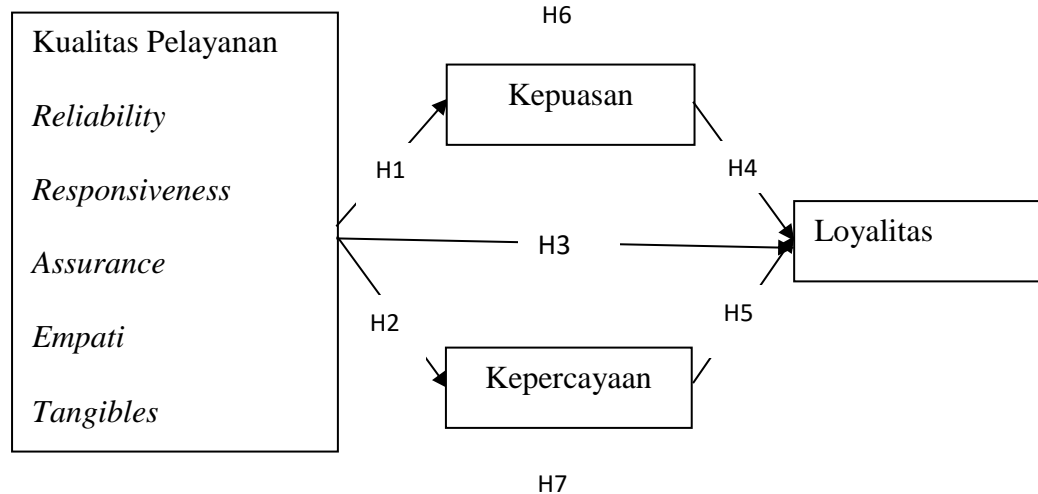 H6
Kualitas Pelayanan
Reliability
Responsiveness
Assurance
Empati
Tangibles
Kepuasan
H1
H4
H3
Loyalitas
H2
H5
Kepercayaan
H7